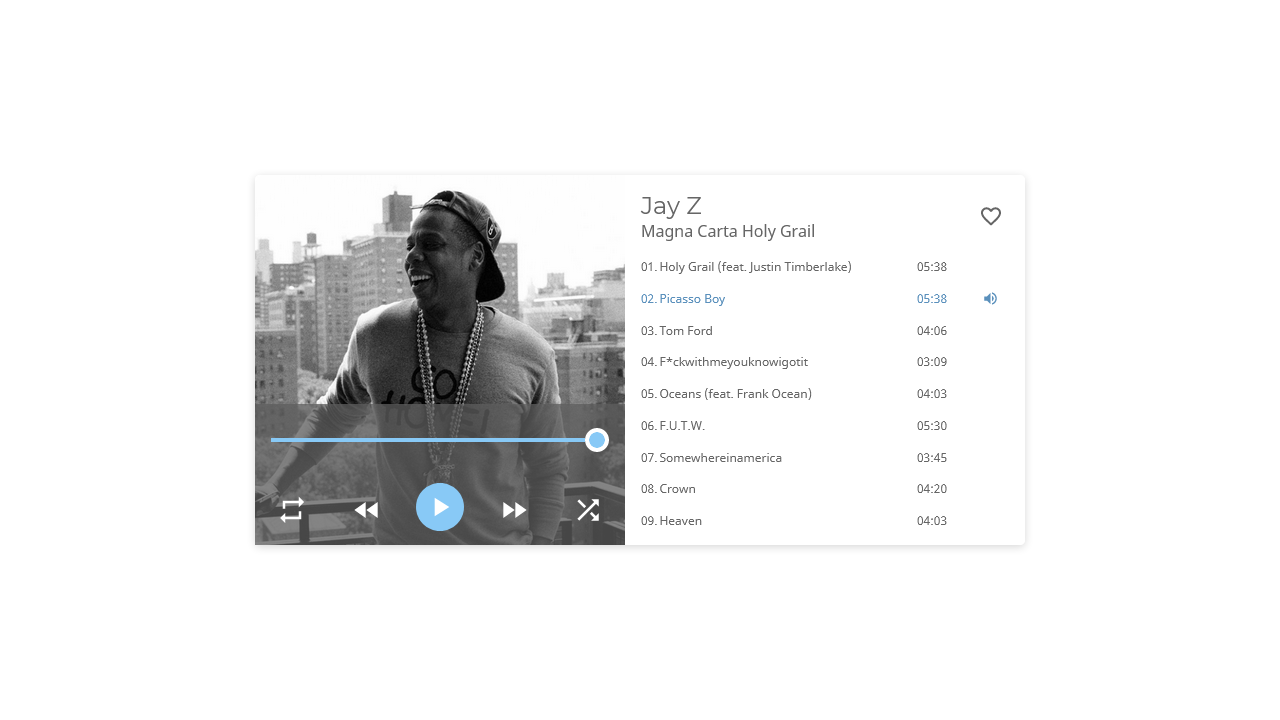 Jay Z
Magna Carta Holy Grail
01. Holy Grail (feat. Justin Timberlake) 05:38
02. Picasso Boy 05:38
03. Tom Ford 04:06
04. F*ckwithmeyouknowigotit 03:09
05. Oceans (feat. Frank Ocean) 04:03
06. F.U.T.W. 05:30
07. Somewhereinamerica 03:45
08. Crown 04:20
09. Heaven 04:03